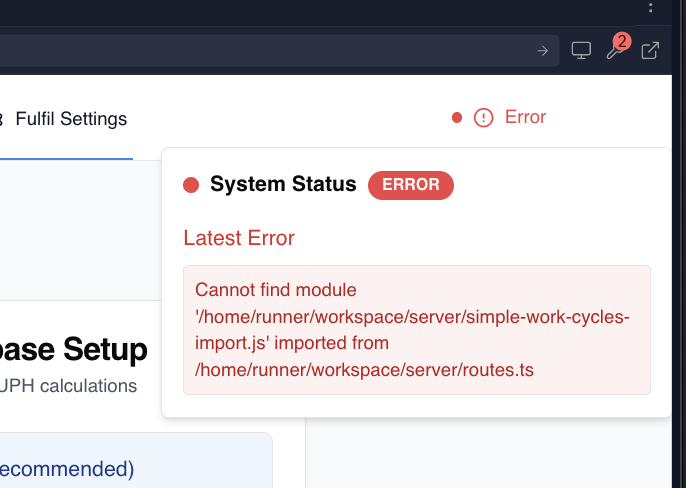 2
Fulfil Settings
Error
System Status ERROR
Latest Error
Cannot find module
'/home/runner/workspace/server/simple-work-cycles-
import.js' imported from
/home/runner/workspace/server/routes.ts
ase Setup
UPH calculations
ecommended)